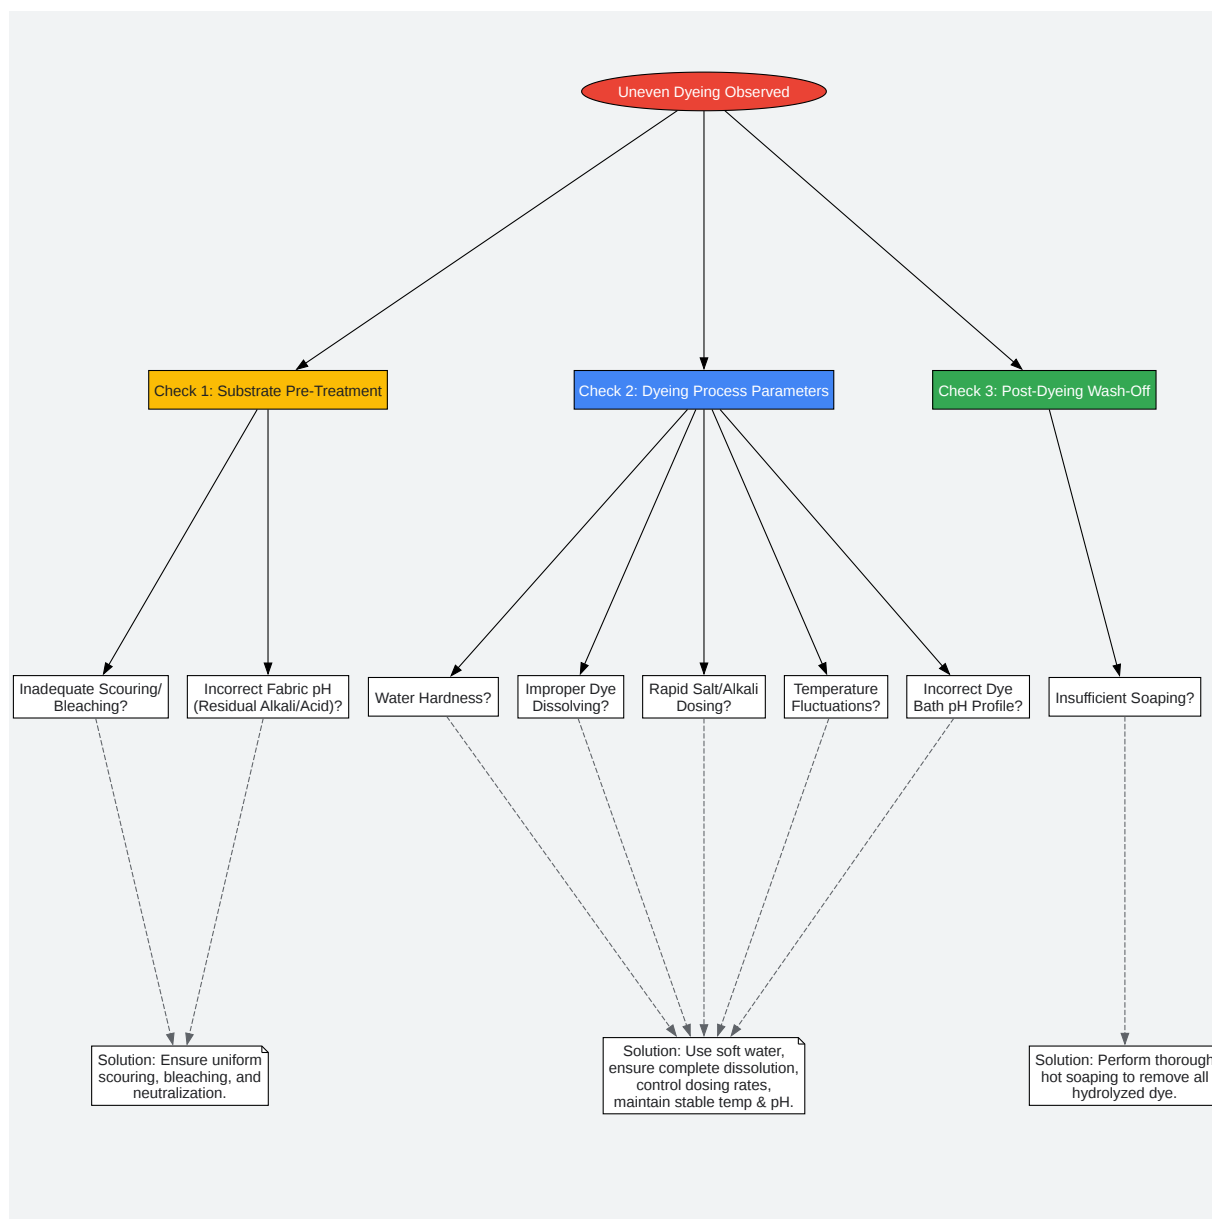 Uneven Dyeing Observed
Check 1: Substrate Pre-Treatment
Check 2: Dyeing Process Parameters
Check 3: Post-Dyeing Wash-Off
Inadequate Scouring/
Bleaching?
Incorrect Fabric pH
(Residual Alkali/Acid)?
Water Hardness?
Improper Dye
Dissolving?
Rapid Salt/Alkali
Dosing?
Temperature
Fluctuations?
Incorrect Dye
Bath pH Profile?
Insufficient Soaping?
Solution: Ensure uniform
scouring, bleaching, and
neutralization.
Solution: Use soft water,
ensure complete dissolution,
control dosing rates,
maintain stable temp & pH.
Solution: Perform thorough
hot soaping to remove all
hydrolyzed dye.